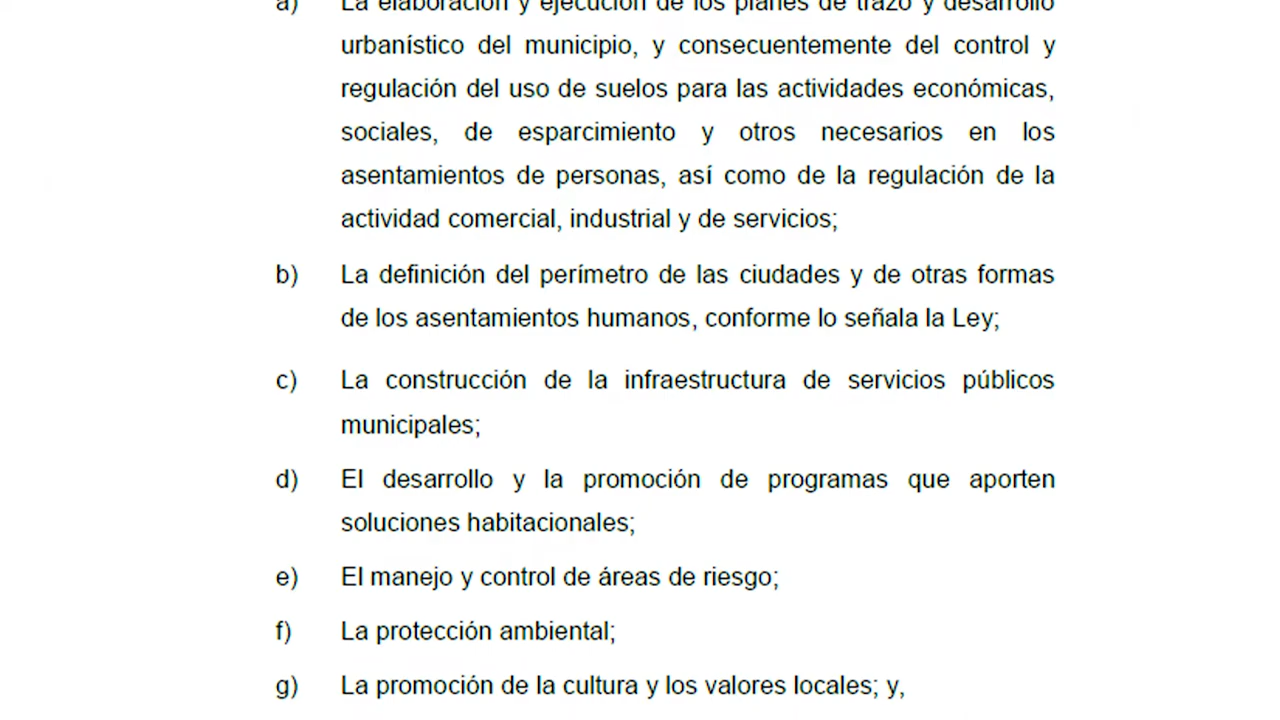 a) La elaboración y ejecución de los planes de trazo y desarrollo
urbanístico del municipio, y consecuentemente del control y
regulación del uso de suelos para las actividades económicas,
sociales, de esparcimiento y otros necesarios en los
asentamientos de personas, así como de la regulación de la
actividad comercial, industrial y de servicios;
b) La definición del perímetro de las ciudades y de otras formas
de los asentamientos humanos, conforme lo señala la Ley;
c) La construcción de la infraestructura de servicios públicos
municipales;
d) El desarrollo y la promoción de programas que aporten
soluciones habitacionales;
e) El manejo y control de áreas de riesgo;
f) La protección ambiental;
g) La promoción de la cultura y los valores locales; y,